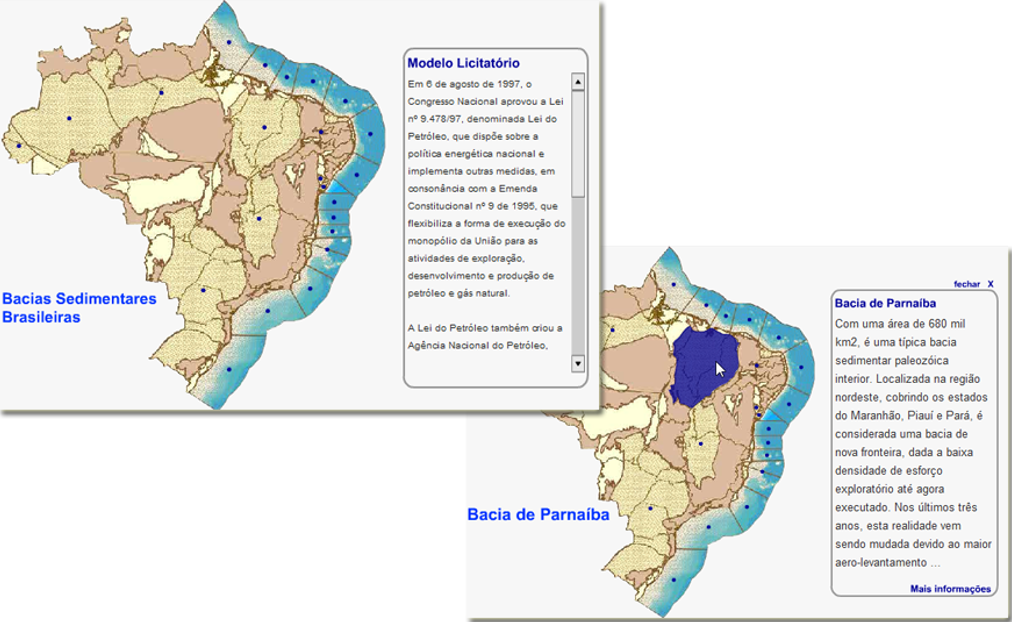 Modelo Licitatório
Em 6 de agosto de 1997, o
Congresso Nacional aprovou a Lei
nº 9.478/97, denominada Lei do
Petróleo, que dispõe sobre a
política energética nacional e
implementa outras medidas, em
consonância com a Emenda
Constitucional nº 9 de 1995, que
flexibiliza a forma de execução do
monopólio da União para as
atividades de exploração,
desenvolvimento e produção de
petróleo e gás natural.
A Lei do Petróleo também criou a
Agência Nacional do Petróleo,
Bacias Sedimentares
Brasileiras
fechar X
Bacia de Parnaíba
Com uma área de 680 mil
km2, é uma típica bacia
sedimentar paleozóica
interior. Localizada na região
nordeste, cobrindo os estados
do Maranhão, Piauí e Pará, é
considerada uma bacia de
nova fronteira, dada a baixa
densidade de esforço
exploratório até agora
executado. Nos últimos três
anos, esta realidade vem
sendo mudada devido ao maior
aero-levantamento ...
Mais informações
Bacia de Parnaíba